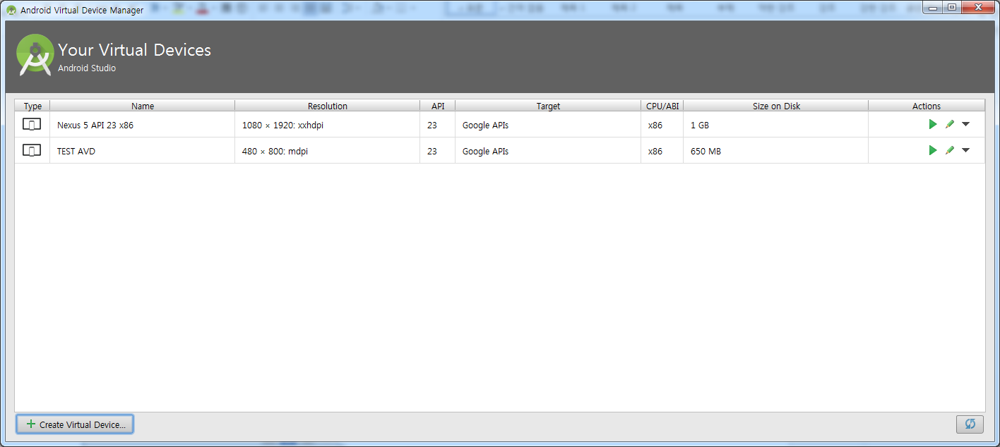 Android Virtual Device Manager
Your Virtual Devices
Android Studio
Type Name Resolution API Target CPU/ABI Size on Disk Actions
Nexus 5 API 23 x86 1080 × 1920: xxhdpi 23 Google APIs x86 1 GB
TEST AVD 480 × 800: mdpi 23 Google APIs x86 650 MB
Create Virtual Device...